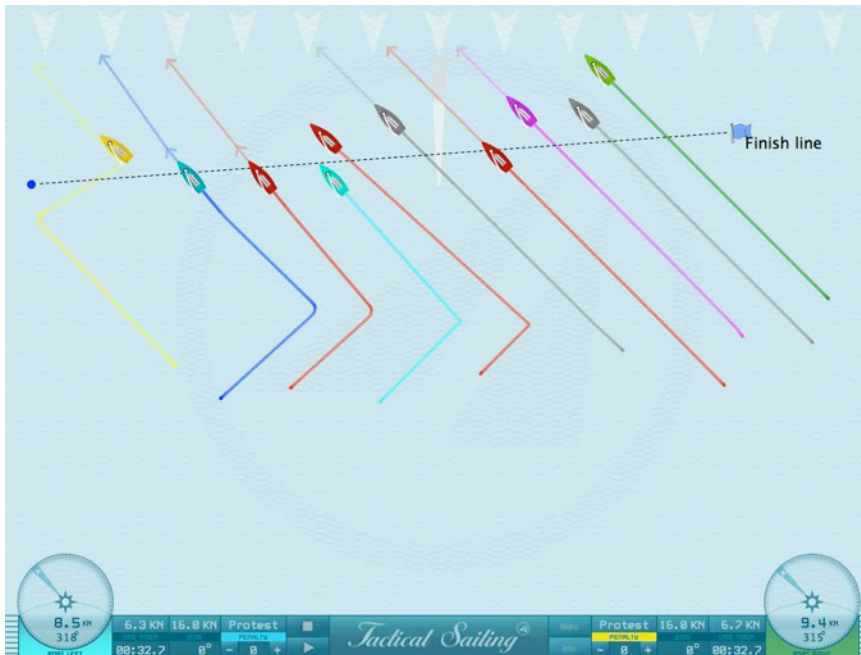 Finish line
8.5 KN
318°
6.3 KN 16.0 KN Protest
PENALTY
00:32.7 0° - 0 +
Tactical Sailing
Protest 16.0 KN 6.7 KN
PENALTY
- 0 + 0° 00:32.7
9.4 KN
315°